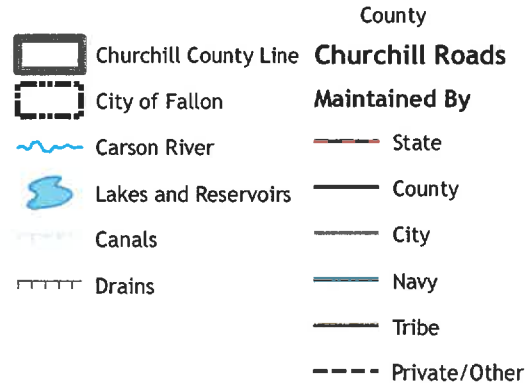 County
Churchill County Line
City of Fallon
Carson River
Lakes and Reservoirs
Canals
Drains
Churchill Roads
Maintained By
State
County
City
Navy
Tribe
Private/Other